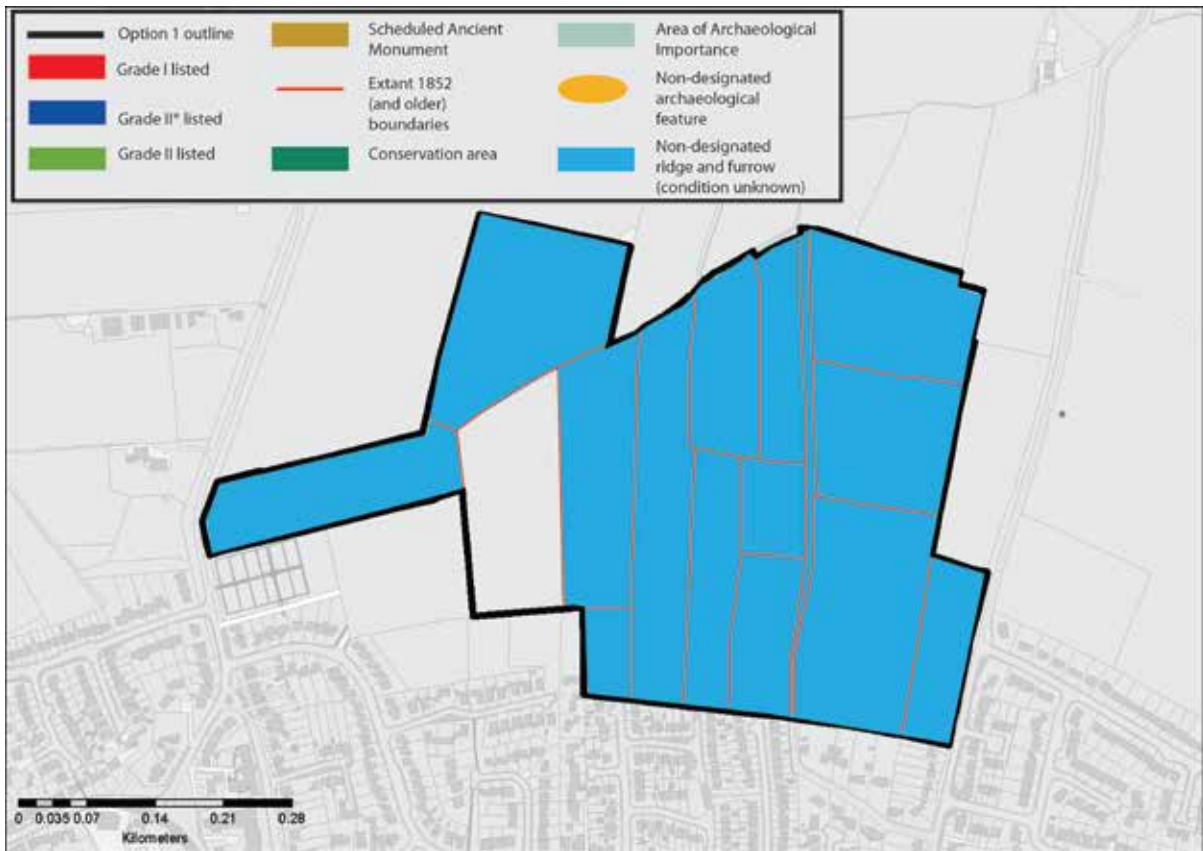 Option 1 outline
Grade I listed
Grade II* listed
Grade II listed
Scheduled Ancient
Monument
Extant 1852
(and older)
boundaries
Conservation area
Area of Archaeological
Importance
Non-designated
archaeological
feature
Non-designated
ridge and furrow
(condition unknown)
0 0.035 0.07 0.14 0.21 0.28
Kilometers